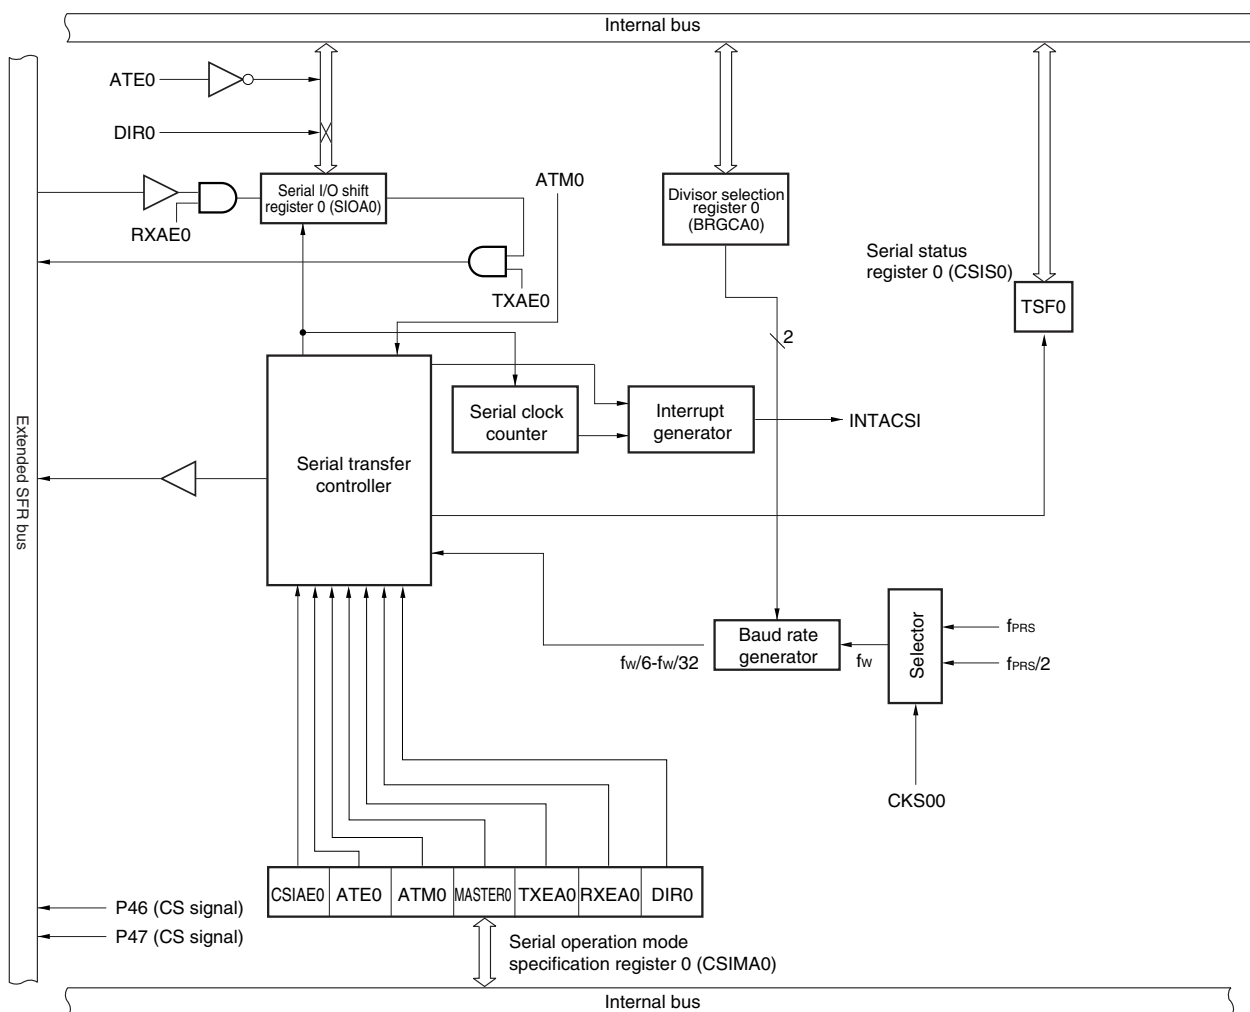 Internal bus
ATE0
DIR0
Serial I/O shift
register 0 (SIOA0)
ATM0
Divisor selection
register 0
(BRGCA0)
RXAE0
Serial status
register 0 (CSIS0)
TXAE0
TSF0
2
Serial clock
counter
Interrupt
generator
INTACSI
Extended SFR bus
Serial transfer
controller
Baud rate
generator
Selector
fPRS
fPRS/2
fW/6-fW/32
fW
CKS00
CSIAE0 ATE0 ATM0 MASTER0 TXEA0 RXEA0 DIR0
P46 (CS signal)
P47 (CS signal)
Serial operation mode
specification register 0 (CSIMA0)
Internal bus